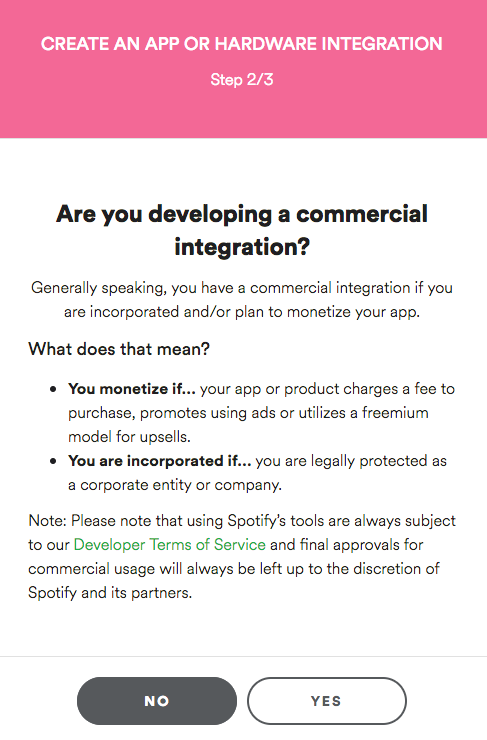 CREATE AN APP OR HARDWARE INTEGRATION
Step 2/3
Are you developing a commercial
integration?
Generally speaking, you have a commercial integration if you
are incorporated and/or plan to monetize your app.
What does that mean?
• You monetize if... your app or product charges a fee to
purchase, promotes using ads or utilizes a freemium
model for upsells.
• You are incorporated if... you are legally protected as
a corporate entity or company.
Note: Please note that using Spotify’s tools are always subject
to our Developer Terms of Service and final approvals for
commercial usage will always be left up to the discretion of
Spotify and its partners.
NO
YES